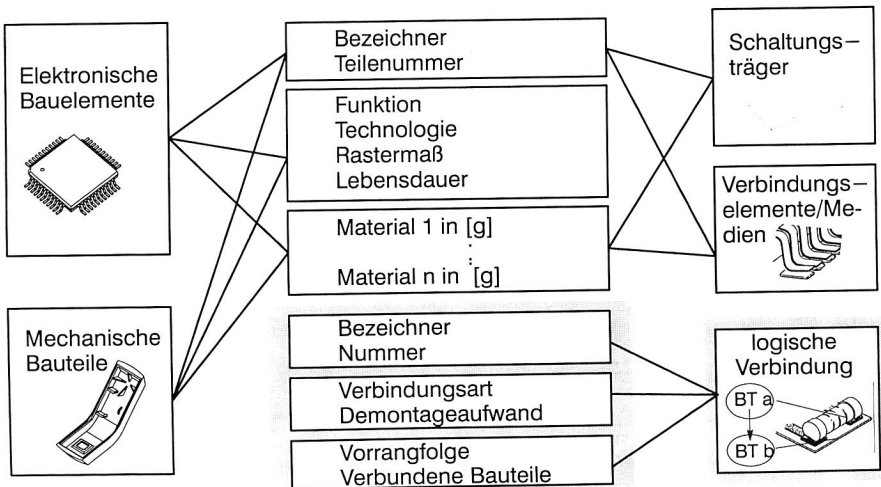 Elektronische
Bauelemente
Mechanische
Bauteile
Bezeichner
Teilenummer
Funktion
Technologie
Rastermaß
Lebensdauer
Material 1 in [g]
:
Material n in [g]
Bezeichner
Nummer
Verbindungsart
Demontageaufwand
Vorrangfolge
Verbundene Bauteile
Schaltungs–
träger
Verbindungs–
elemente/Me-
dien
logische
Verbindung
BT a
BT b